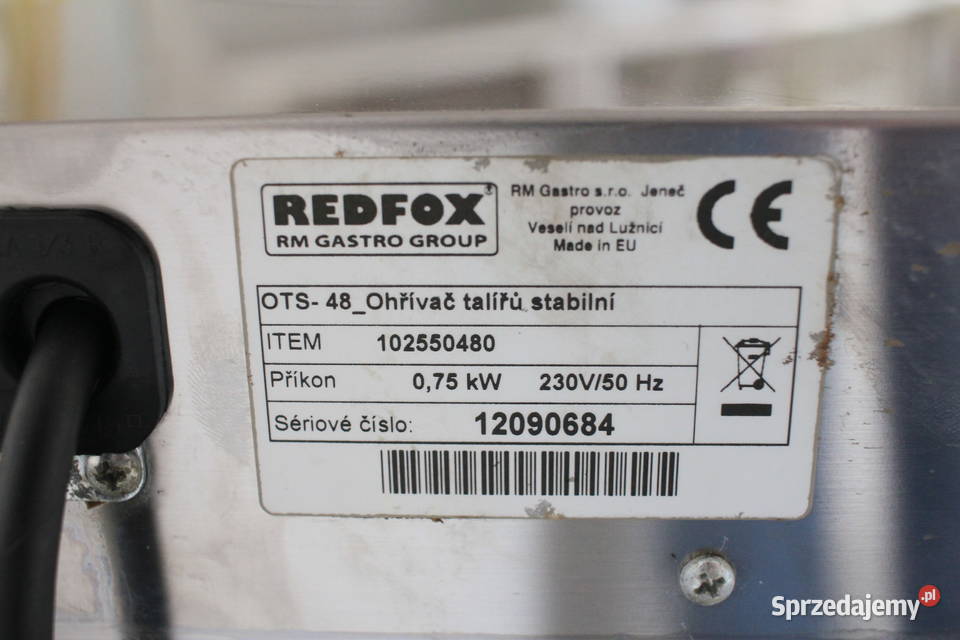 REDFOX®
RM GASTRO GROUP
RM Gastro s.r.o. Jeneč
provoz
Veselí nad Lužnicí
Made in EU
CE
OTS- 48_Ohřívač talířů stabilní
ITEM 102550480
Příkon 0,75 kW 230V/50 Hz
Sériové číslo: 12090684
Sprzedajemy.pl